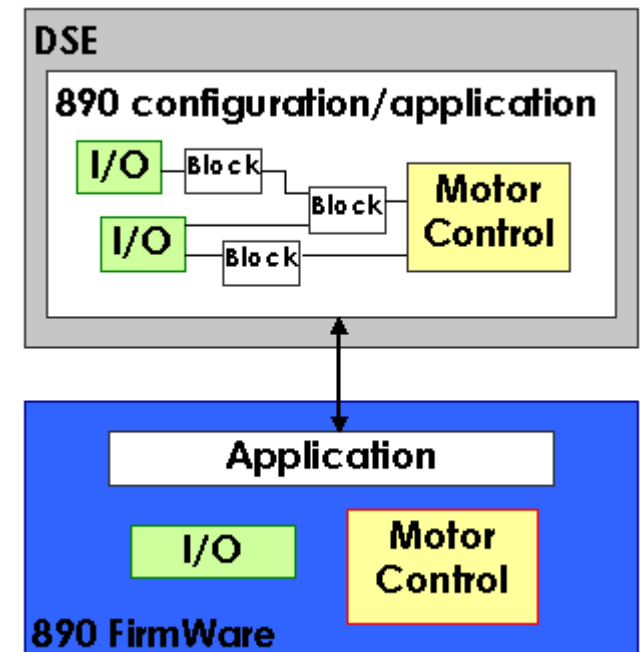 DSE
890 configuration/application
I/O
Block
Block
Motor
Control
I/O
Block
Application
I/O
Motor
Control
890 FirmWare